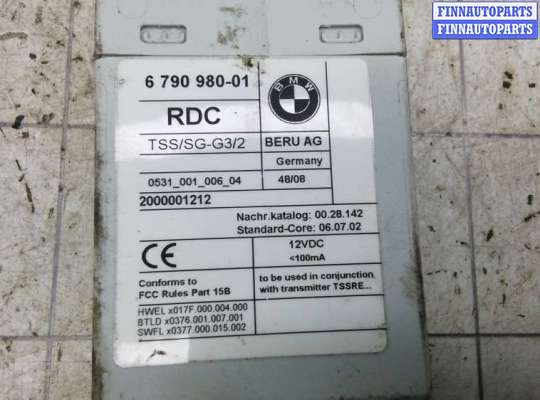 FINNAUTOPARTS
FINNAUTOPARTS
6 790 980-01
BMW
RDC
TSS/SG-G3/2
BERU AG
Germany
0531_001_006_04
48/08
2000001212
Nachr.katalog: 00.28.142
Standard-Core: 06.07.02
CE
12VDC
<100mA
Conforms to
FCC Rules Part 15B
to be used in conjunction
with transmitter TSSRE...
HWEL x017F.000.004.000
BTLD x0376.001.007.001
SWFL x0377.000.015.002
FINNAUTOPARTS
FINNAUTOPARTS